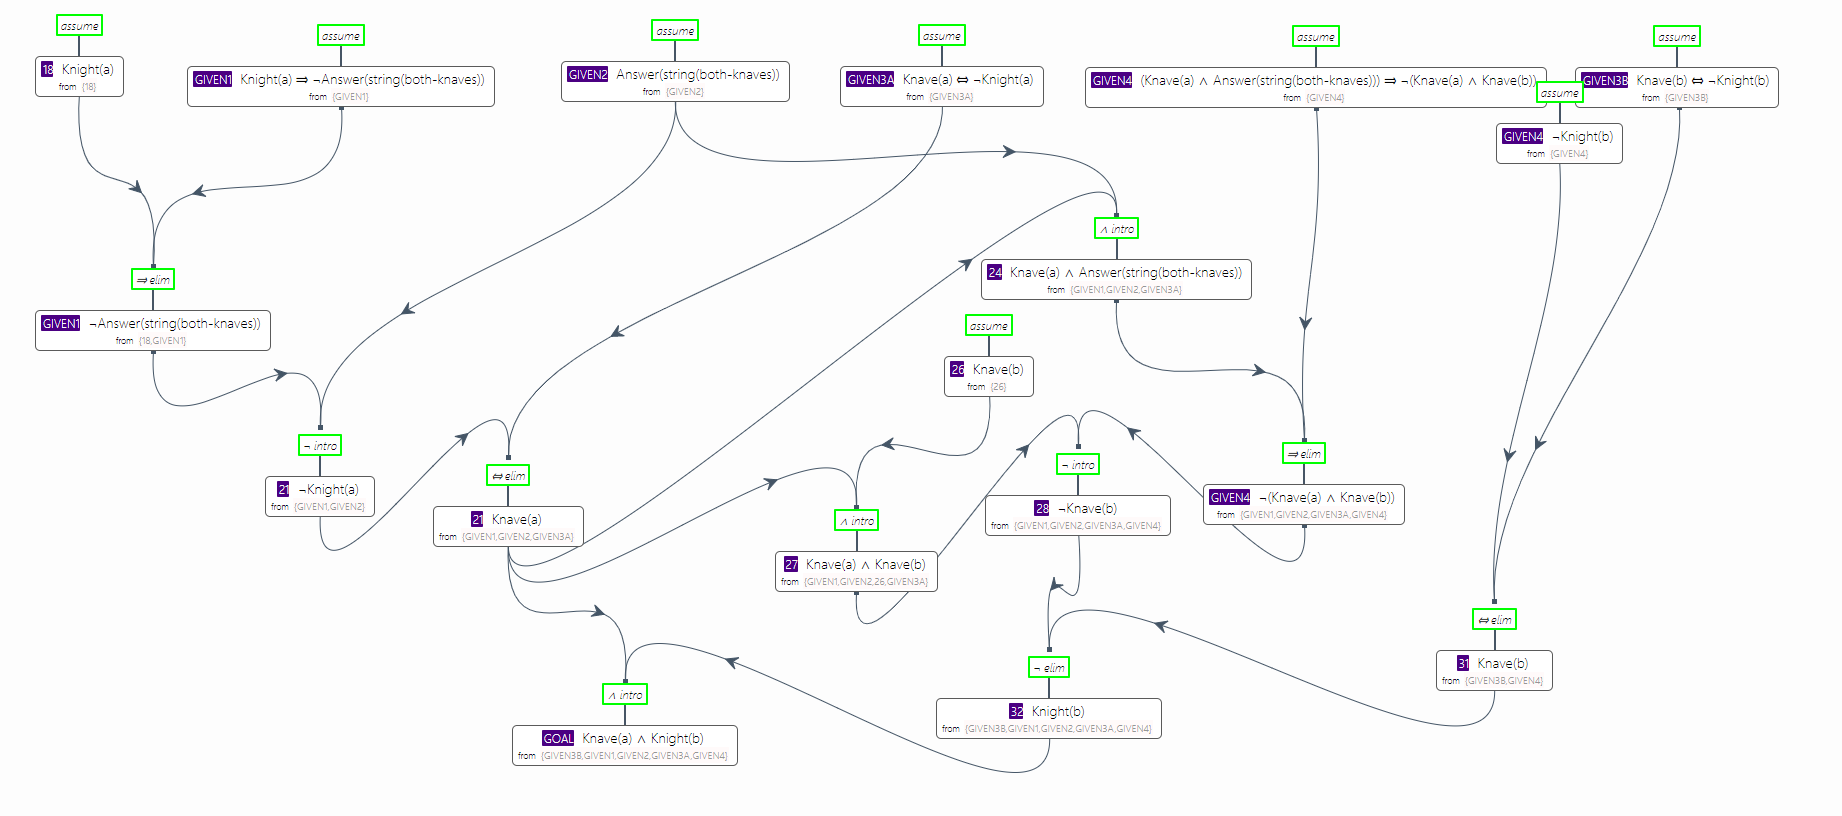 assume
18 Knight(a)
from {18}
assume
GIVEN1 Knight(a) ⇒ ¬Answer(string(both-knaves))
from {GIVEN1}
assume
GIVEN2 Answer(string(both-knaves))
from {GIVEN2}
assume
GIVEN3A Knave(a) ⇔ ¬Knight(a)
from {GIVEN3A}
assume
GIVEN4 (Knave(a) ∧ Answer(string(both-knaves))) ⇒ ¬(Knave(a) ∧ Knave(b))
from {GIVEN4}
assume
GIVEN3B Knave(b) ⇔ ¬Knight(b)
from {GIVEN3B}
assume
GIVEN4 ¬Knight(b)
from {GIVEN4}
∧ intro
24 Knave(a) ∧ Answer(string(both-knaves))
from {GIVEN1,GIVEN2,GIVEN3A}
⇒ elim
GIVEN1 ¬Answer(string(both-knaves))
from {18,GIVEN1}
assume
26 Knave(b)
from {26}
¬ intro
21 ¬Knight(a)
from {GIVEN1,GIVEN2}
⇔ elim
21 Knave(a)
from {GIVEN1,GIVEN2,GIVEN3A}
∧ intro
27 Knave(a) ∧ Knave(b)
from {GIVEN1,GIVEN2,26,GIVEN3A}
¬ intro
28 ¬Knave(b)
from {GIVEN1,GIVEN2,GIVEN3A,GIVEN4}
⇒ elim
GIVEN4 ¬(Knave(a) ∧ Knave(b))
from {GIVEN1,GIVEN2,GIVEN3A,GIVEN4}
⇔ elim
31 Knave(b)
from {GIVEN3B,GIVEN4}
¬ elim
32 Knight(b)
from {GIVEN3B,GIVEN1,GIVEN2,GIVEN3A,GIVEN4}
∧ intro
GOAL Knave(a) ∧ Knight(b)
from {GIVEN3B,GIVEN1,GIVEN2,GIVEN3A,GIVEN4}